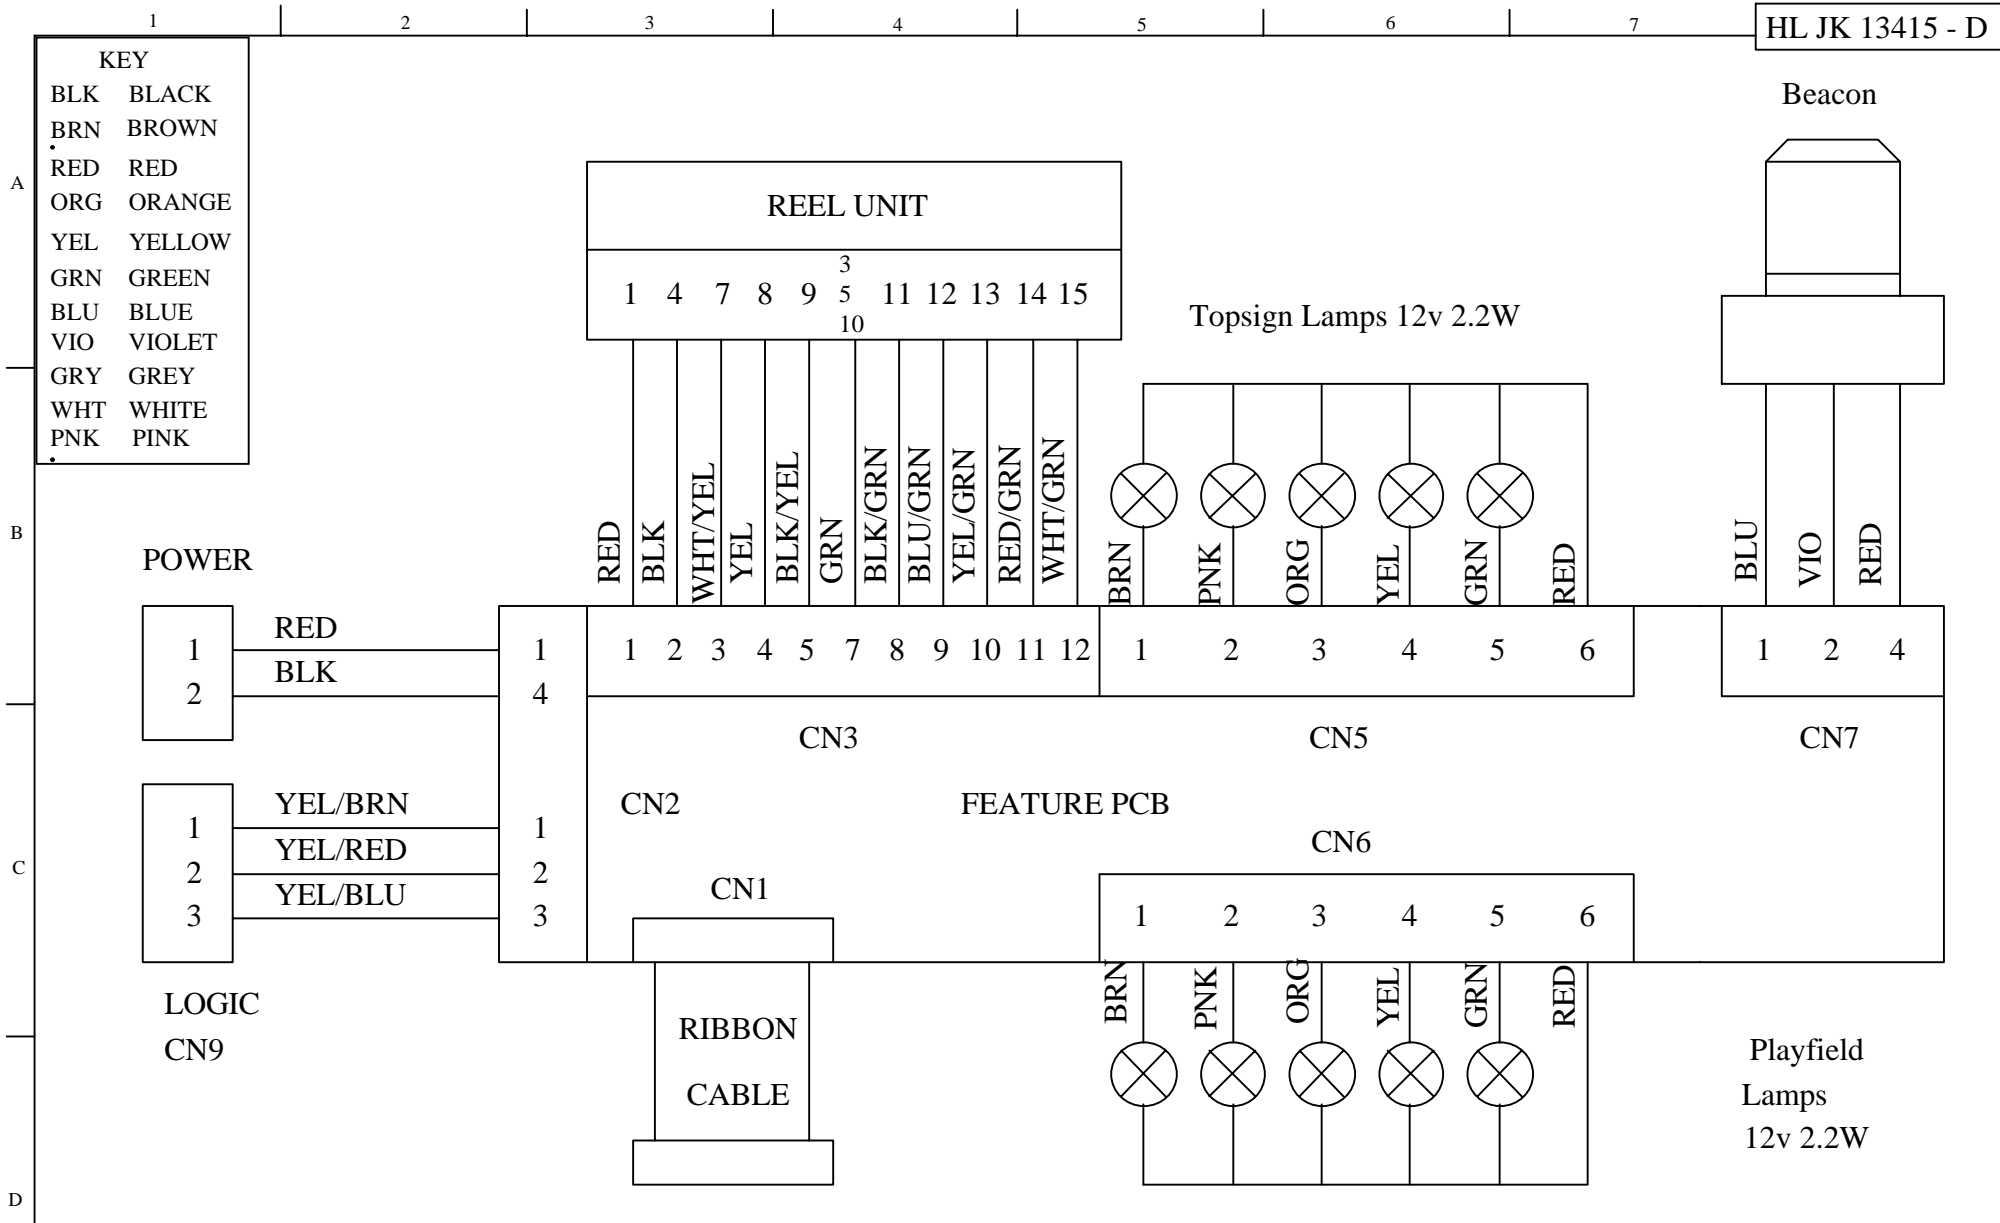 1 2 3 4 5 6 7
HL JK 13415 - D
KEY
BLK BLACK
BRN BROWN
RED RED
ORG ORANGE
YEL YELLOW
GRN GREEN
BLU BLUE
VIO VIOLET
GRY GREY
WHT WHITE
PNK PINK
A
B
C
D
Beacon
REEL UNIT
3
1 4 7 8 9 5 11 12 13 14 15
10
Topsign Lamps 12v 2.2W
RED
BLK
WHT/YEL
YEL
BLK/YEL
GRN
BLK/GRN
BLU/GRN
YEL/GRN
RED/GRN
WHT/GRN
BRN
PNK
ORG
YEL
GRN
RED
BLU
VIO
RED
POWER
1 RED 1
2 BLK 4
1 2 3 4 5 7 8 9 10 11 12
1 2 3 4 5 6
1 2 4
CN3
CN5
CN7
1 YEL/BRN 1
2 YEL/RED 2
3 YEL/BLU 3
CN2
FEATURE PCB
CN6
CN1
1 2 3 4 5 6
BRN
PNK
ORG
YEL
GRN
RED
LOGIC
CN9
RIBBON
CABLE
Playfield
Lamps
12v 2.2W